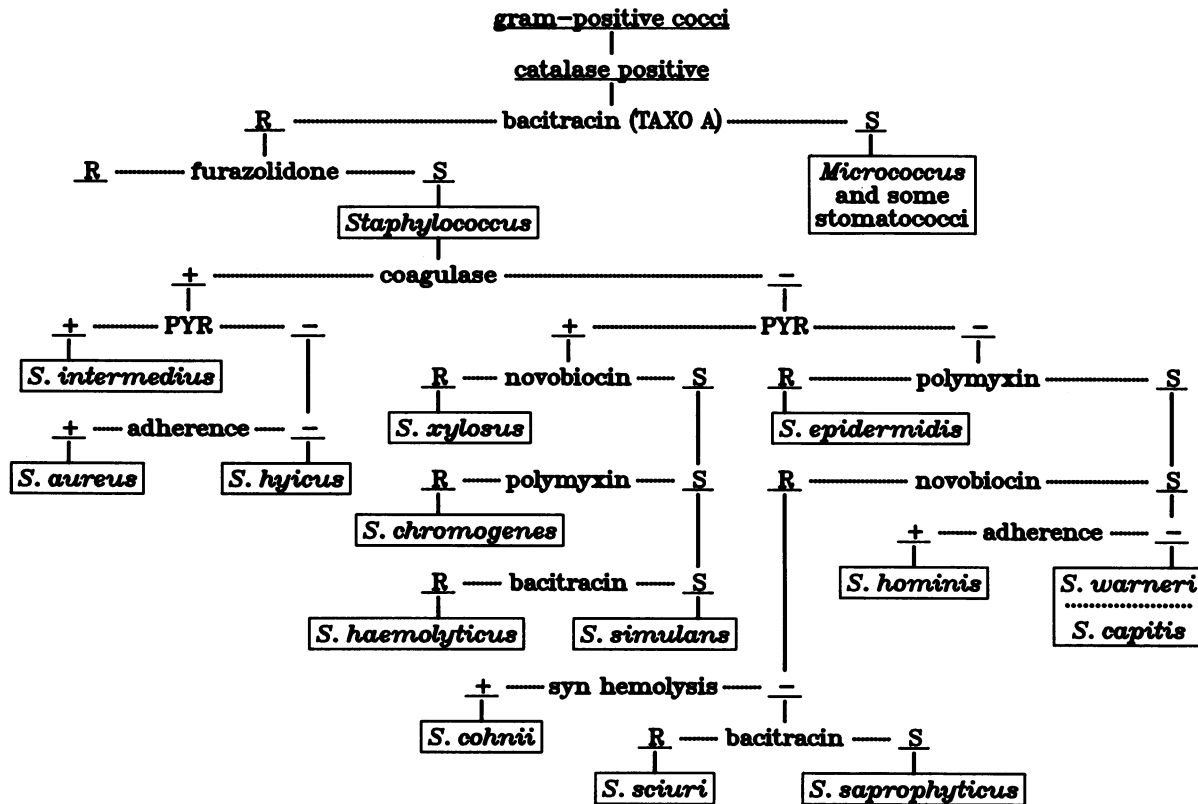 gram-positive cocci
catalase positive
R bacitracin (TAXO A) S
R furazolidone S
Micrococcus
and some
stomatococci
Staphylococcus
+ coagulase -
+ PYR -
+ PYR -
S. intermedius
R novobiocin S
R polymyxin S
S. xylosus
S. epidermidis
+ adherence -
S. aureus
S. hyicus
R polymyxin S
R novobiocin S
S. chromogenes
+ adherence -
R bacitracin S
S. hominis
S. warneri
S. capitis
S. haemolyticus
S. simulans
+ syn hemolysis -
S. cohnii
R bacitracin S
S. sciuri
S. saprophyticus